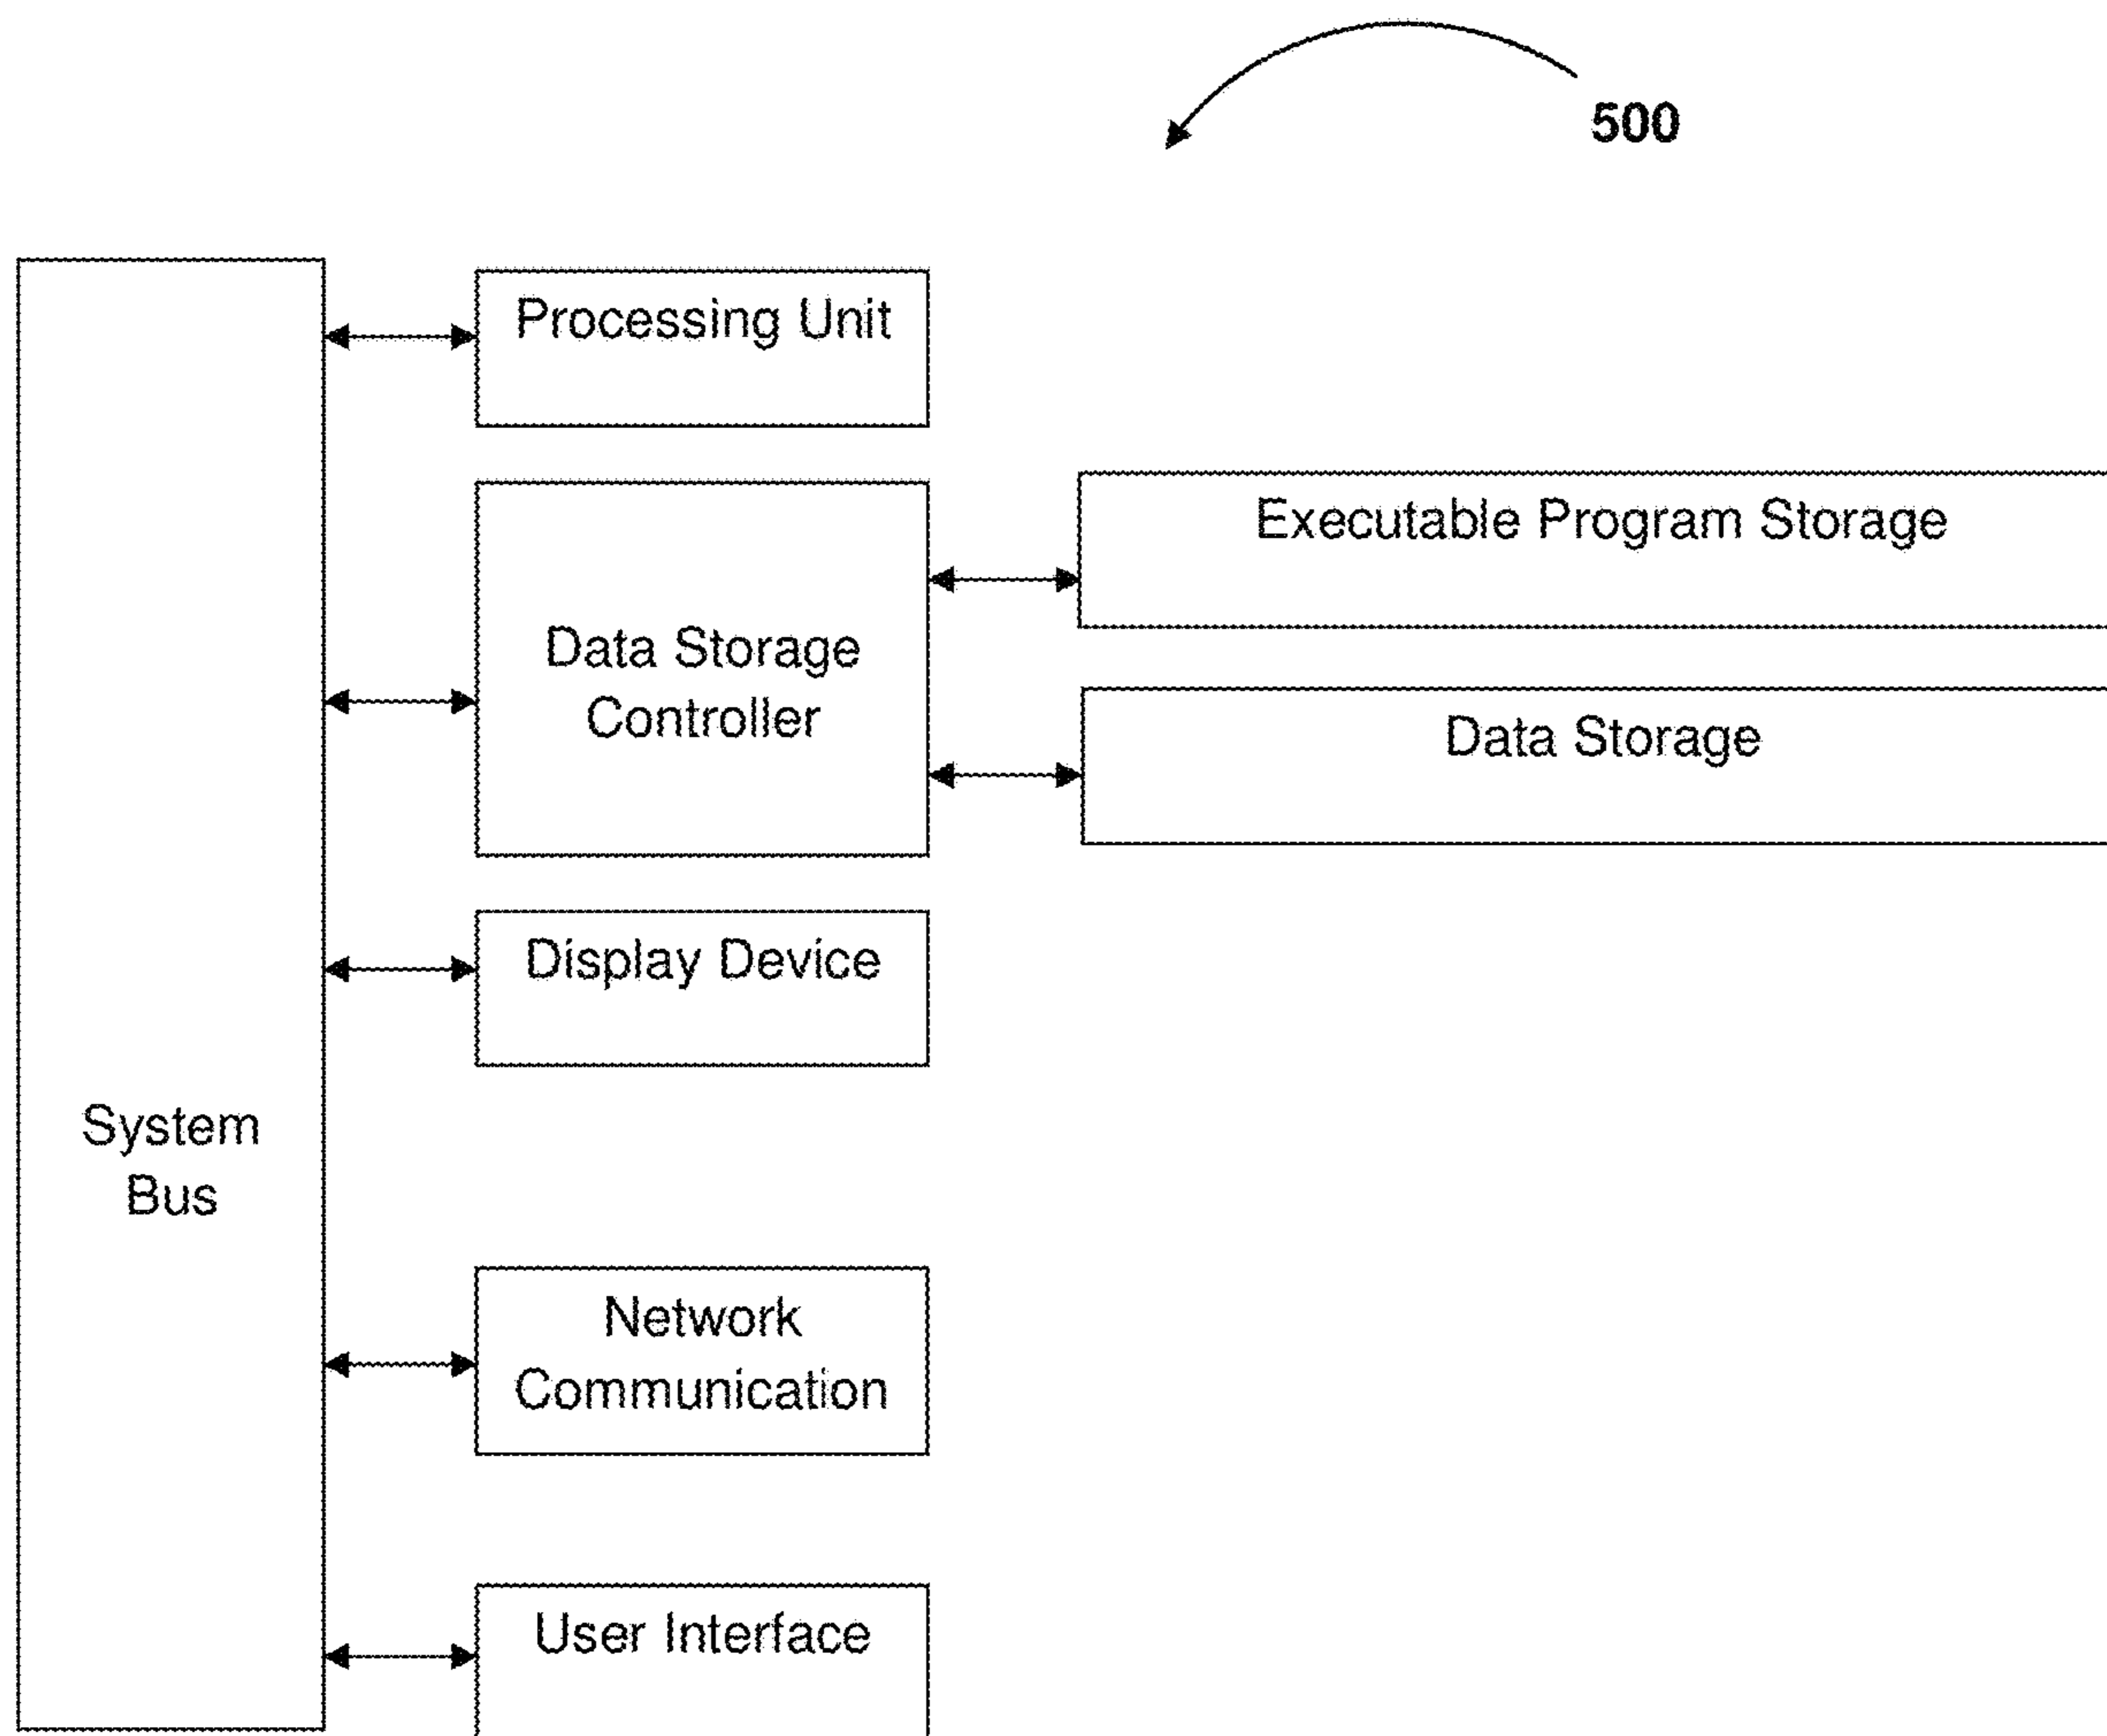 500
Processing Unit
Executable Program Storage
Data Storage
Controller
Data Storage
Display Device
System
Bus
Network
Communication
User Interface